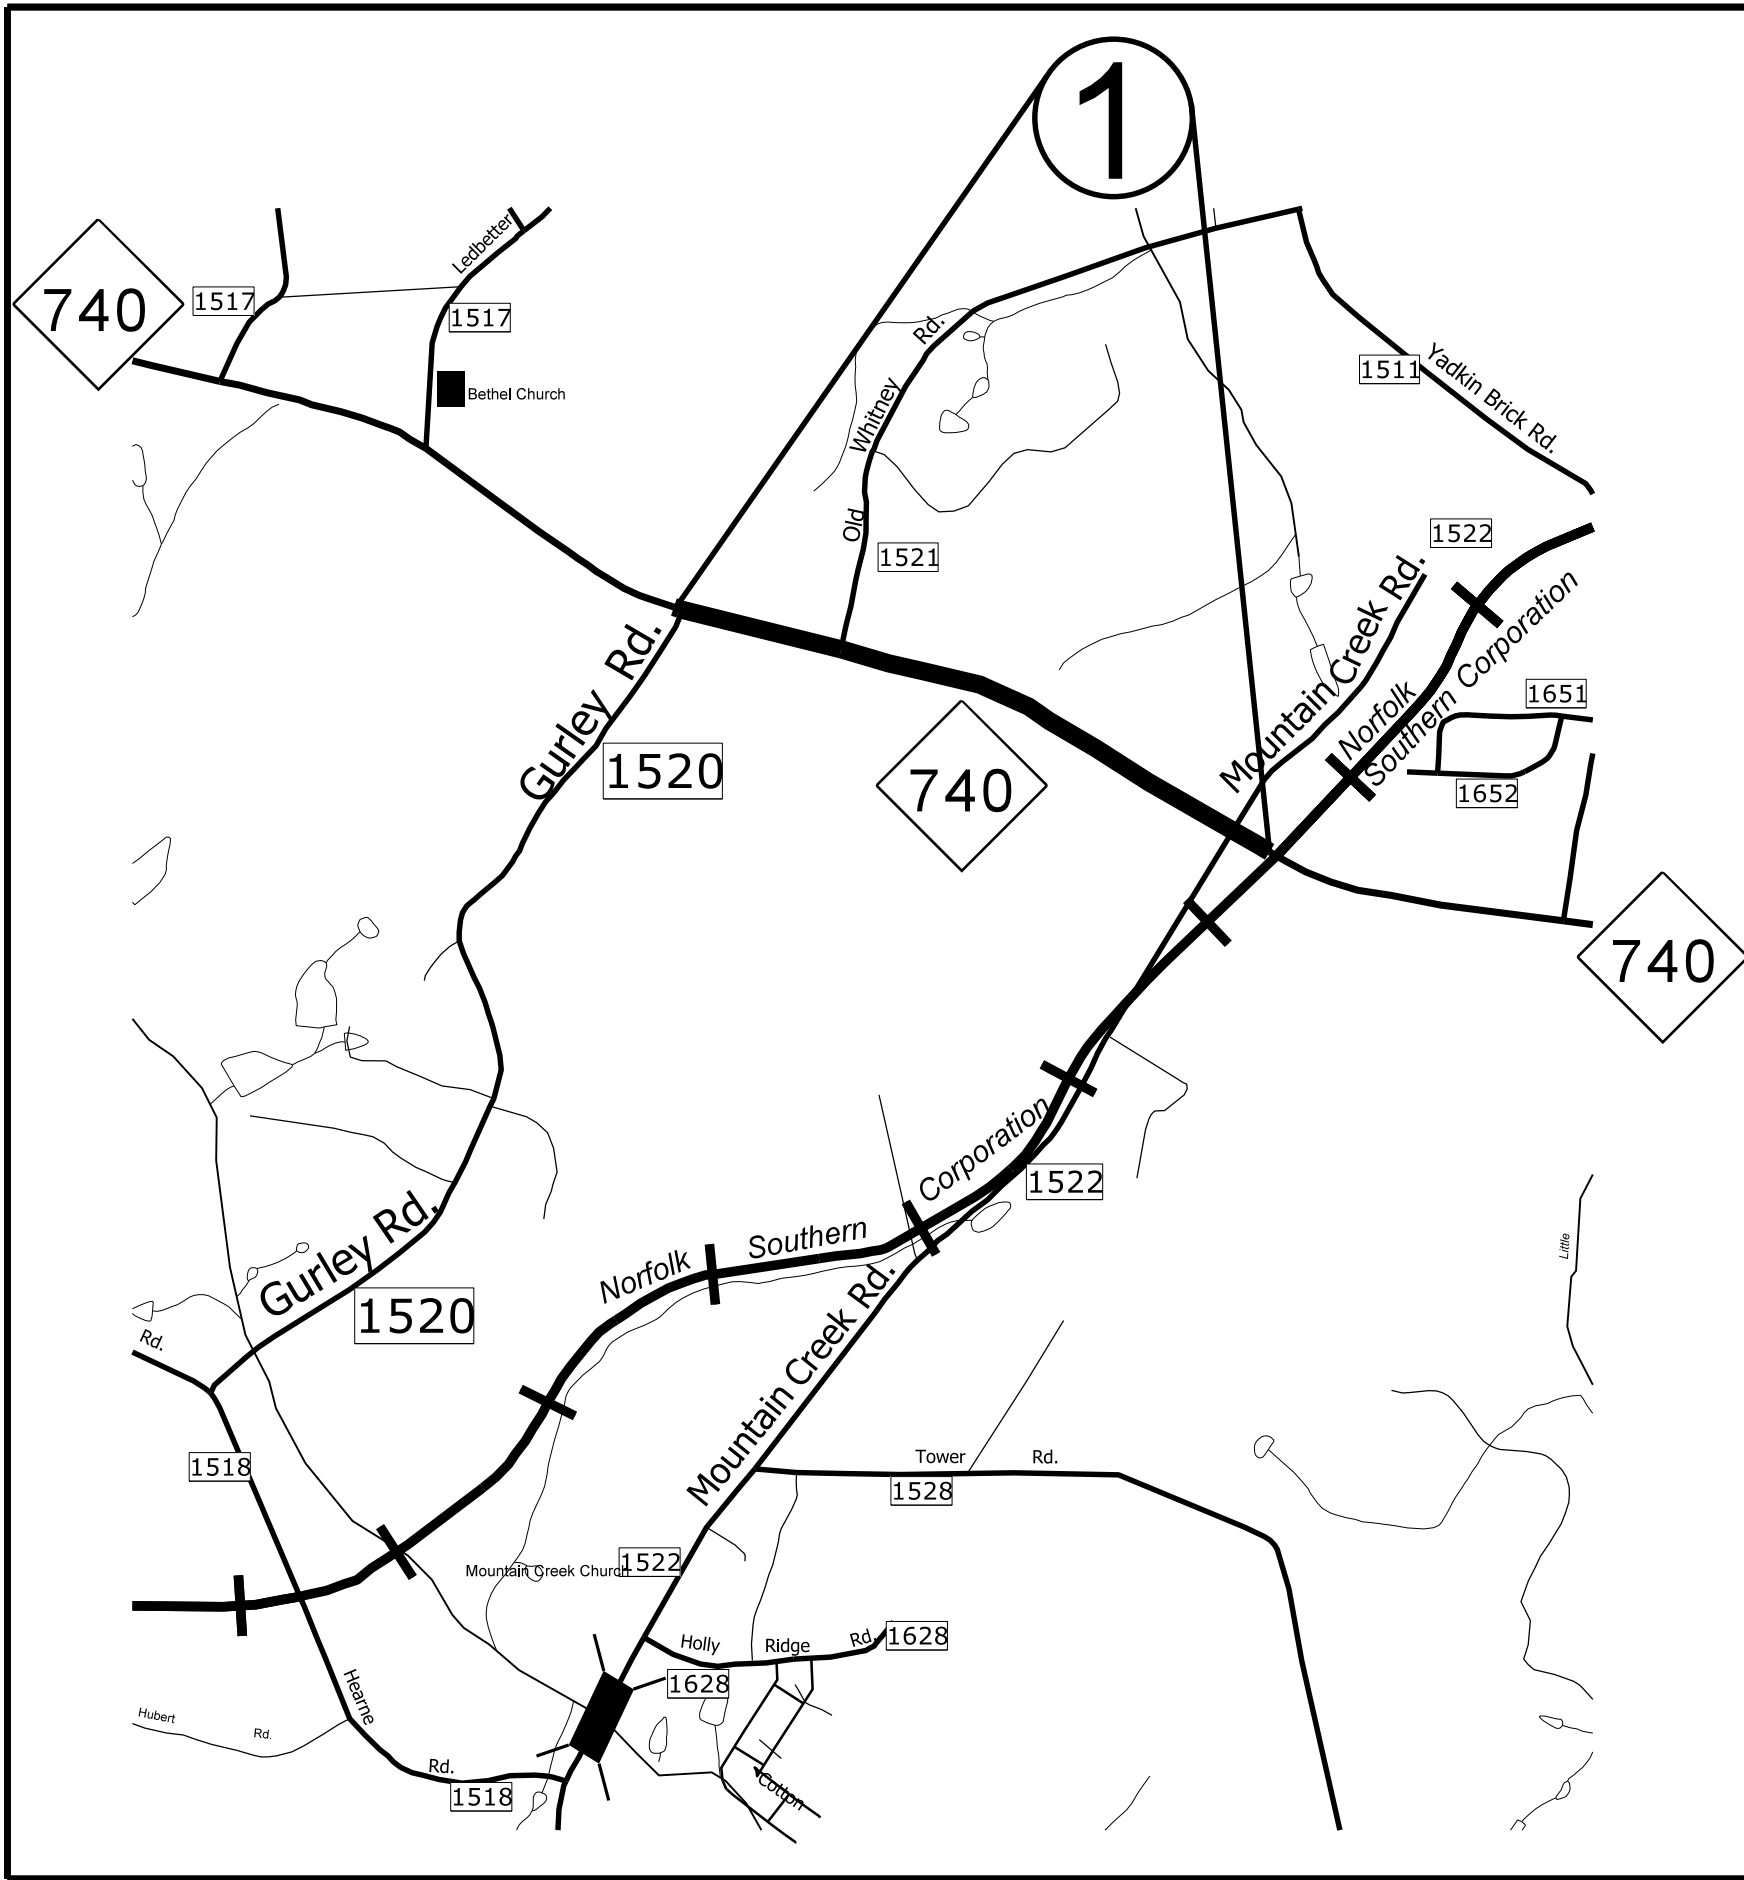 1
Ledbetter
740
1517
1517
Bethel Church
Rd.
Whitney
Old
1521
1511
Yadkin Brick Rd.
1522
Mountain Creek Rd.
Norfolk
Southern Corporation
1651
1652
Gurley Rd.
1520
740
740
Corporation
1522
Southern
Norfolk
Gurley Rd.
1520
Little
Rd.
Mountain Creek Rd.
1518
Tower Rd.
1528
Mountain Creek Church
1522
Holly Ridge Rd.
1628
1628
Hearne
Hubert Rd.
Rd.
1518
Cotton